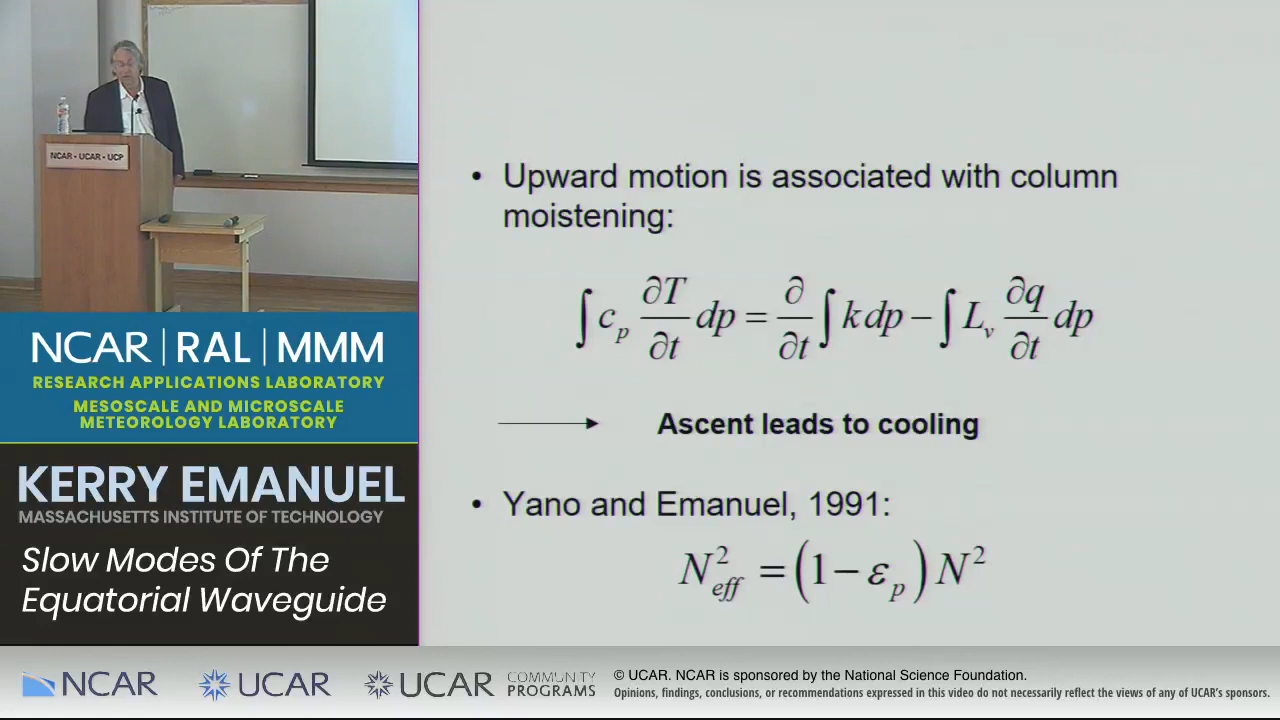 NCAR • UCAR • UCP
• Upward motion is associated with column
moistening:
∫ c_p ∂T/∂t dp = ∂/∂t ∫ k dp − ∫ L_v ∂q/∂t dp
Ascent leads to cooling
• Yano and Emanuel, 1991:
N²_eff = (1 − ε_p) N²
NCAR | RAL | MMM
RESEARCH APPLICATIONS LABORATORY
MESOSCALE AND MICROSCALE
METEOROLOGY LABORATORY
KERRY EMANUEL
MASSACHUSETTS INSTITUTE OF TECHNOLOGY
Slow Modes Of The
Equatorial Waveguide
NCAR
UCAR
UCAR
COMMUNITY
PROGRAMS
© UCAR. NCAR is sponsored by the National Science Foundation.
Opinions, findings, conclusions, or recommendations expressed in this video do not necessarily reflect the views of any of UCAR's sponsors.